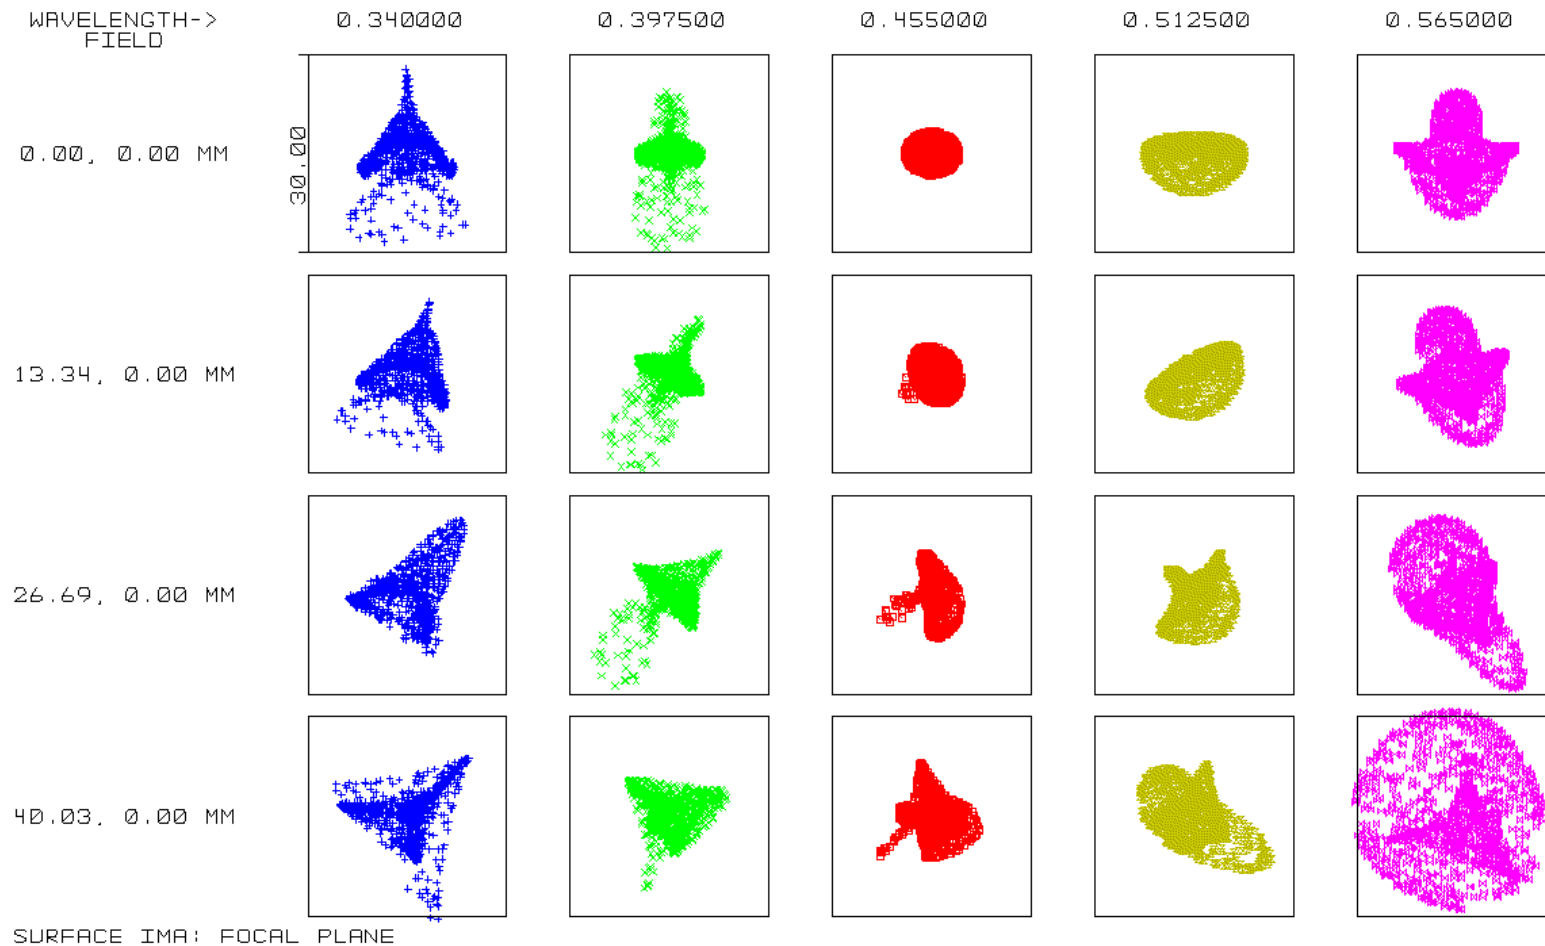 WAVELENGTH-> 0.340000 0.397500 0.455000 0.512500 0.565000
FIELD
0.00, 0.00 MM
30.00
13.34, 0.00 MM
26.69, 0.00 MM
40.03, 0.00 MM
SURFACE IMA: FOCAL PLANE